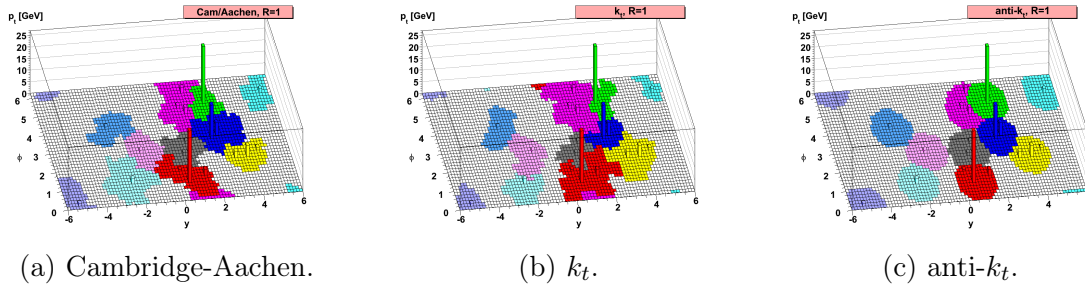 p_t [GeV] Cam/Aachen, R=1
25
20
15
10
5
0
6
5
4
3
ϕ
2
1
0
-6 -4 -2 0 2 4 6
y
(a) Cambridge-Aachen.
p_t [GeV] k_t, R=1
25
20
15
10
5
0
6
5
4
3
ϕ
2
1
0
-6 -4 -2 0 2 4 6
y
(b) k_t.
p_t [GeV] anti-k_t, R=1
25
20
15
10
5
0
6
5
4
3
ϕ
2
1
0
-6 -4 -2 0 2 4 6
y
(c) anti-k_t.